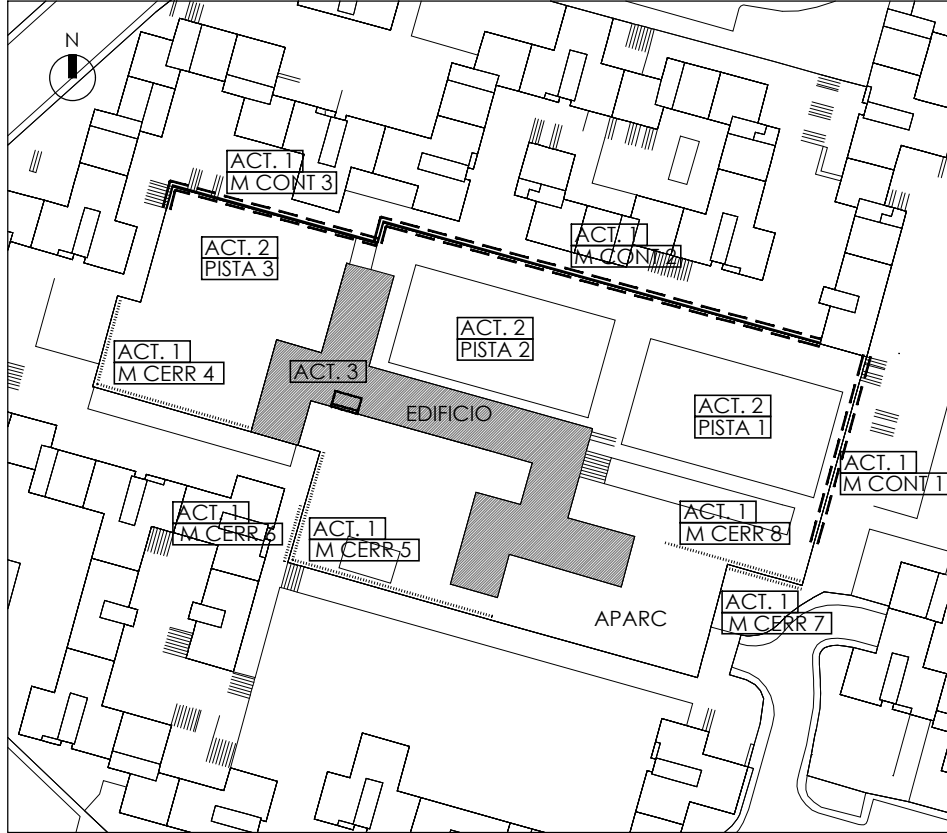 N
ACT. 1
M CONT 3
ACT. 2
PISTA 3
ACT. 1
M CONT 2
ACT. 2
PISTA 2
ACT. 1
M CERR 4
ACT. 3
EDIFICIO
ACT. 2
PISTA 1
ACT. 1
M CONT 1
ACT. 1
M CERR 6
ACT. 1
M CERR 5
ACT. 1
M CERR 8
ACT. 1
M CERR 7
APARC